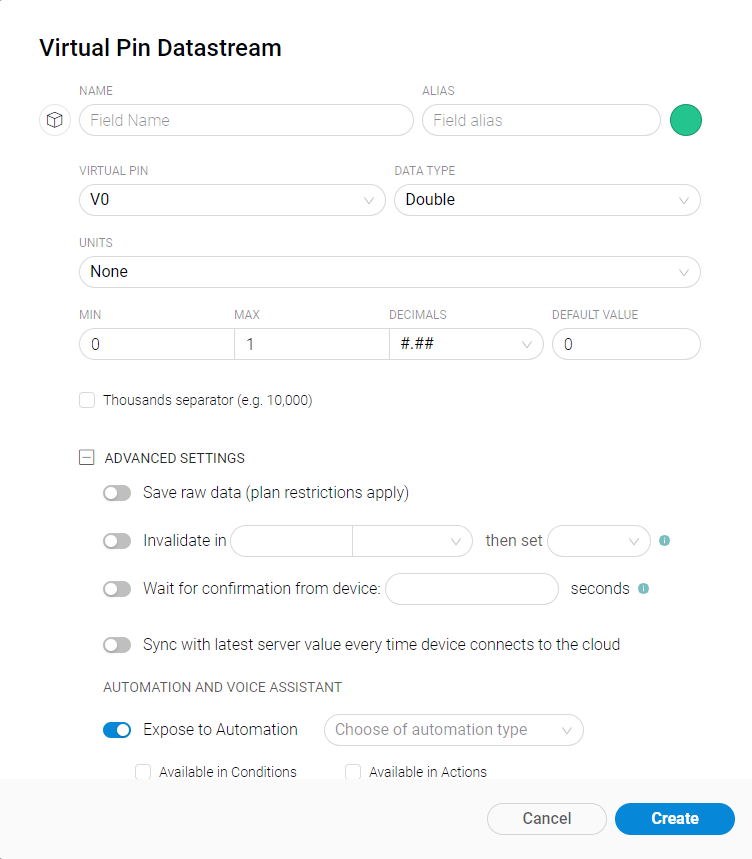 Virtual Pin Datastream
NAME ALIAS
Field Name Field alias
VIRTUAL PIN DATA TYPE
V0 Double
UNITS
None
MIN MAX DECIMALS DEFAULT VALUE
0 1 #.## 0
Thousands separator (e.g. 10,000)
ADVANCED SETTINGS
Save raw data (plan restrictions apply)
Invalidate in then set
Wait for confirmation from device: seconds
Sync with latest server value every time device connects to the cloud
AUTOMATION AND VOICE ASSISTANT
Expose to Automation Choose of automation type
Available in Conditions Available in Actions
Cancel Create